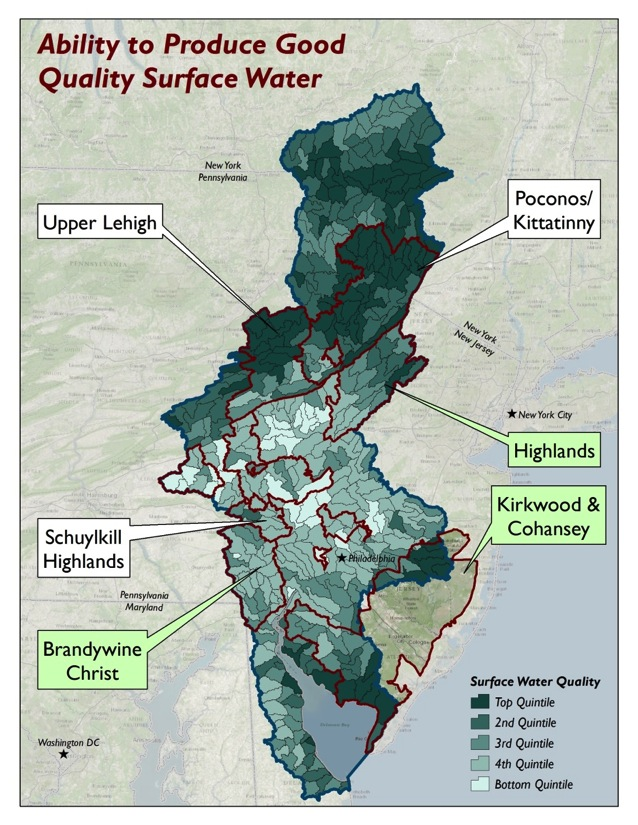 Ability to Produce Good
Quality Surface Water
New York
Pennsylvania
Upper Lehigh
Poconos/
Kittatinny
New York
New Jersey
New York City
Highlands
Kirkwood &
Cohansey
Schuylkill
Highlands
Philadelphia
Pennsylvania
Maryland
Brandywine
Christ
Washington DC
Surface Water Quality
Top Quintile
2nd Quintile
3rd Quintile
4th Quintile
Bottom Quintile